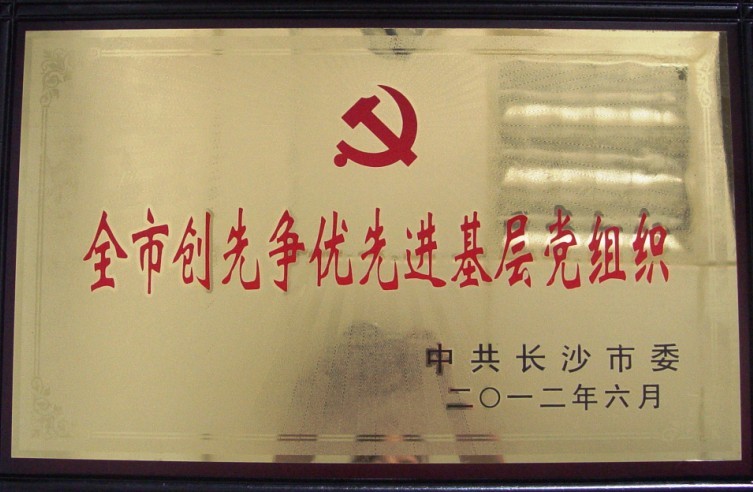 全市创先争优先进基层党组织
中共长沙市委
二〇一二年六月